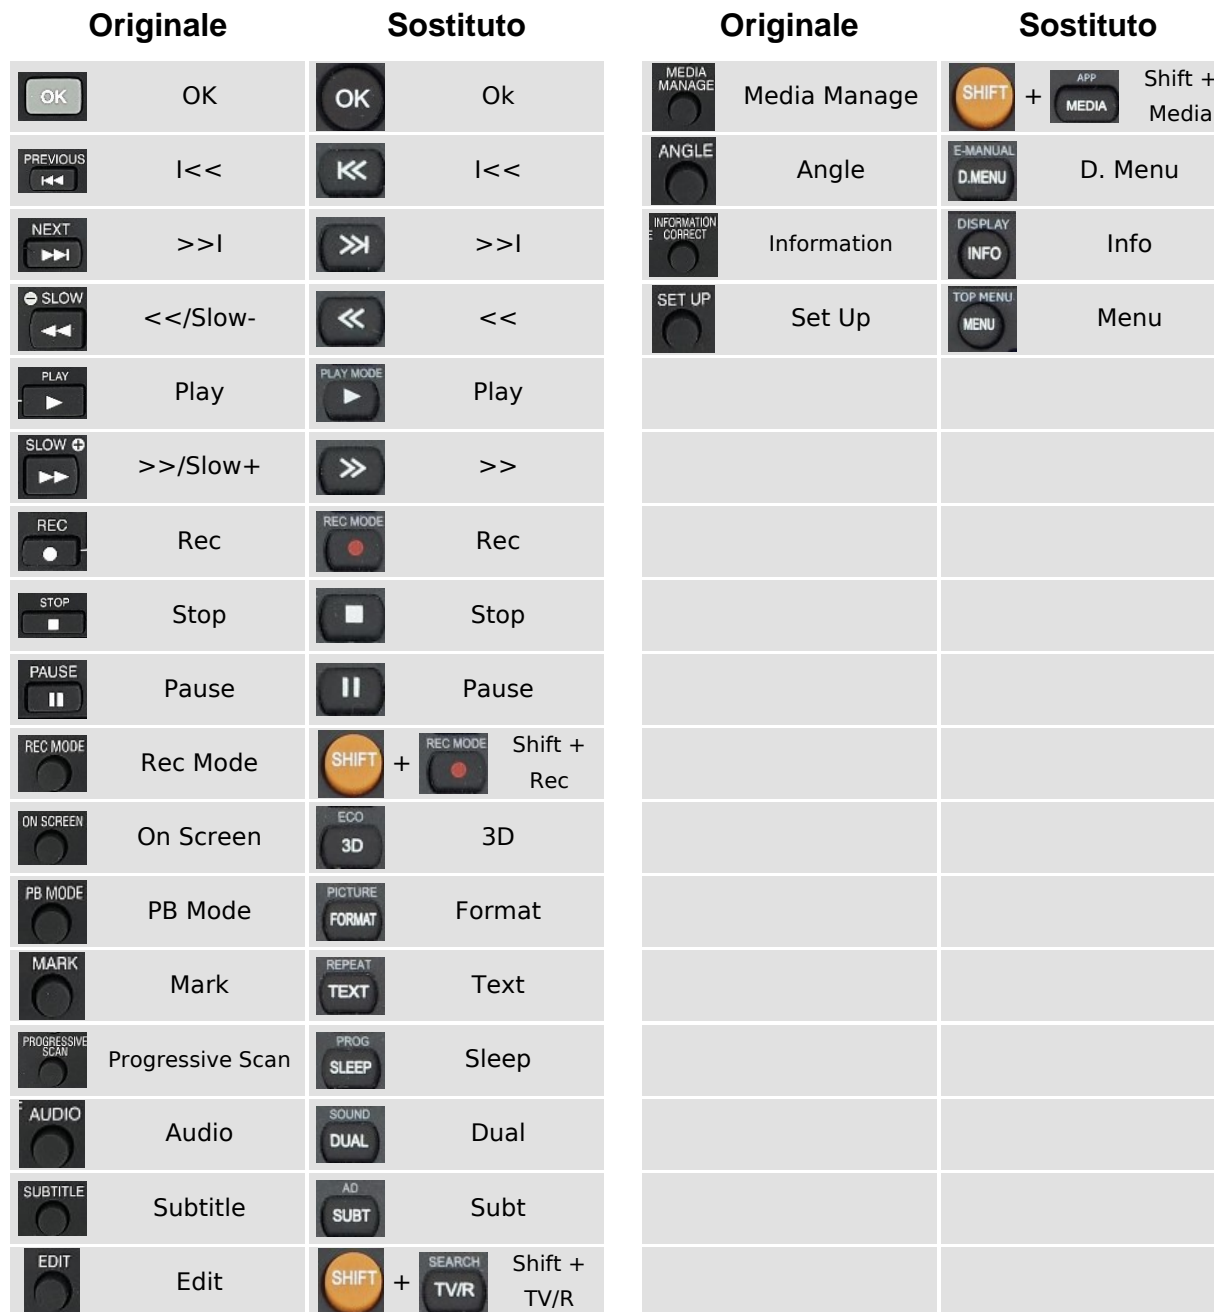 Originale Sostituto Originale Sostituto
OK OK OK Ok
MEDIA MANAGE Media Manage SHIFT + APP MEDIA Shift + Media
PREVIOUS I<< I<<
ANGLE Angle E-MANUAL D.MENU D. Menu
NEXT >>I >>I
INFORMATION CORRECT Information DISPLAY INFO Info
SLOW <</Slow- <<
SET UP Set Up TOP MENU MENU Menu
PLAY Play PLAY MODE Play
SLOW >>/Slow+ >>
REC Rec REC MODE Rec
STOP Stop Stop
PAUSE Pause Pause
REC MODE Rec Mode SHIFT + REC MODE Shift + Rec
ON SCREEN On Screen ECO 3D 3D
PB MODE PB Mode PICTURE FORMAT Format
MARK Mark REPEAT TEXT Text
PROGRESSIVE SCAN Progressive Scan PROG SLEEP Sleep
AUDIO Audio SOUND DUAL Dual
SUBTITLE Subtitle AD SUBT Subt
EDIT Edit SHIFT + SEARCH TV/R Shift + TV/R